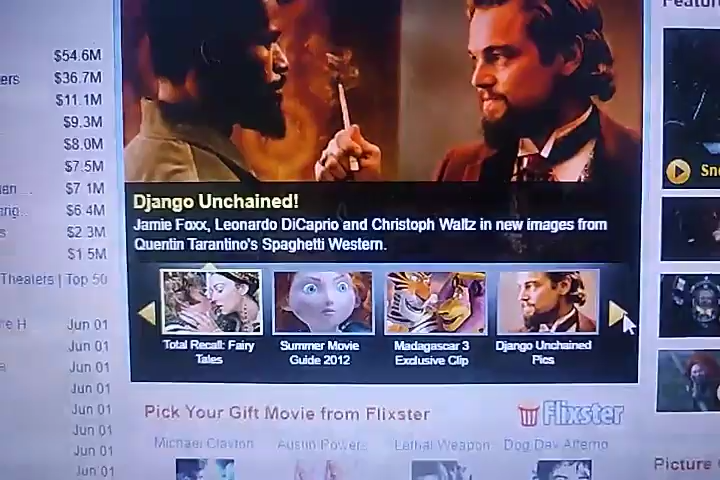 Featur
$54.6M
ers $36.7M
$11.1M
$9.3M
$8.0M
$7.5M
$7.1M
$6.4M
$2.3M
$1.5M
Theaters | Top 50
Jun 01
Jun 01
Jun 01
Jun 01
Jun 01
Jun 01
Jun 01
Jun 01
Django Unchained!
Jamie Foxx, Leonardo DiCaprio and Christoph Waltz in new images from
Quentin Tarantino's Spaghetti Western.
Total Recall: Fairy
Tales
Summer Movie
Guide 2012
Madagascar 3
Exclusive Clip
Django Unchained
Pics
Pick Your Gift Movie from Flixster
Flixster
Michael Clayton Austin Powers Lethal Weapon Dog Day Afterno
Picture